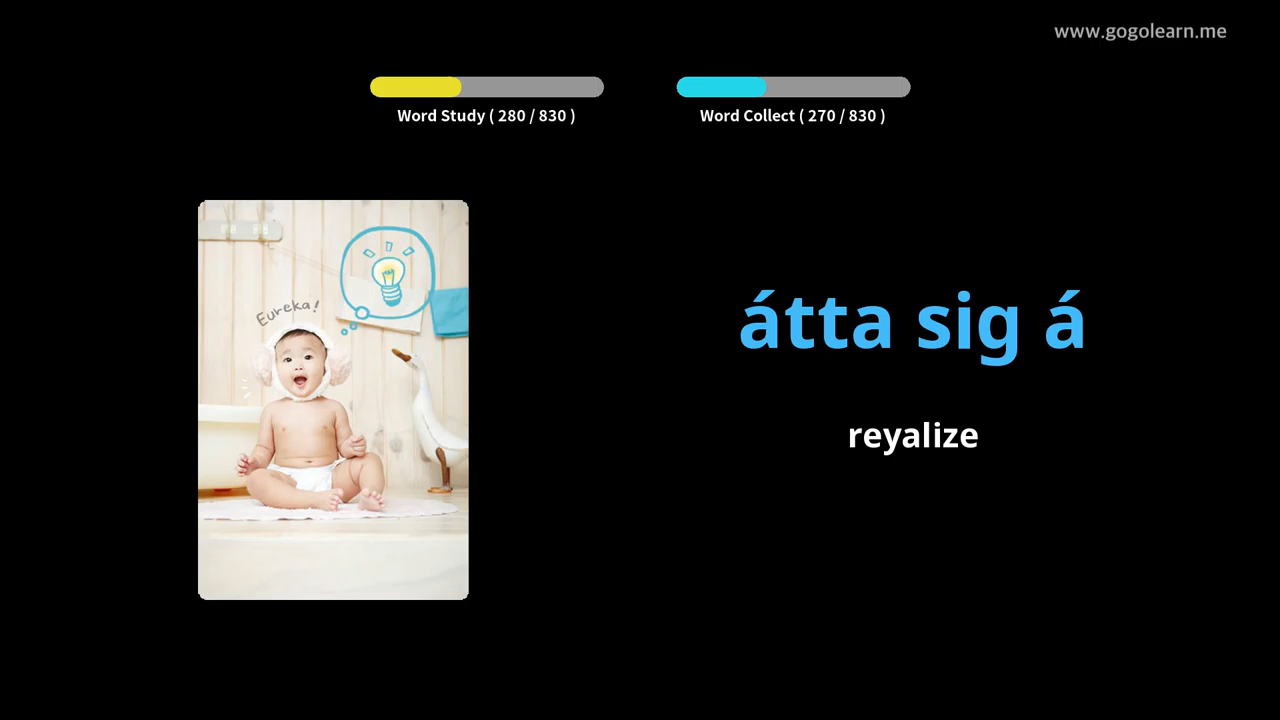 www.gogolearn.me
Word Study ( 280 / 830 )
Word Collect ( 270 / 830 )
Eureka!
átta sig á
reyalize